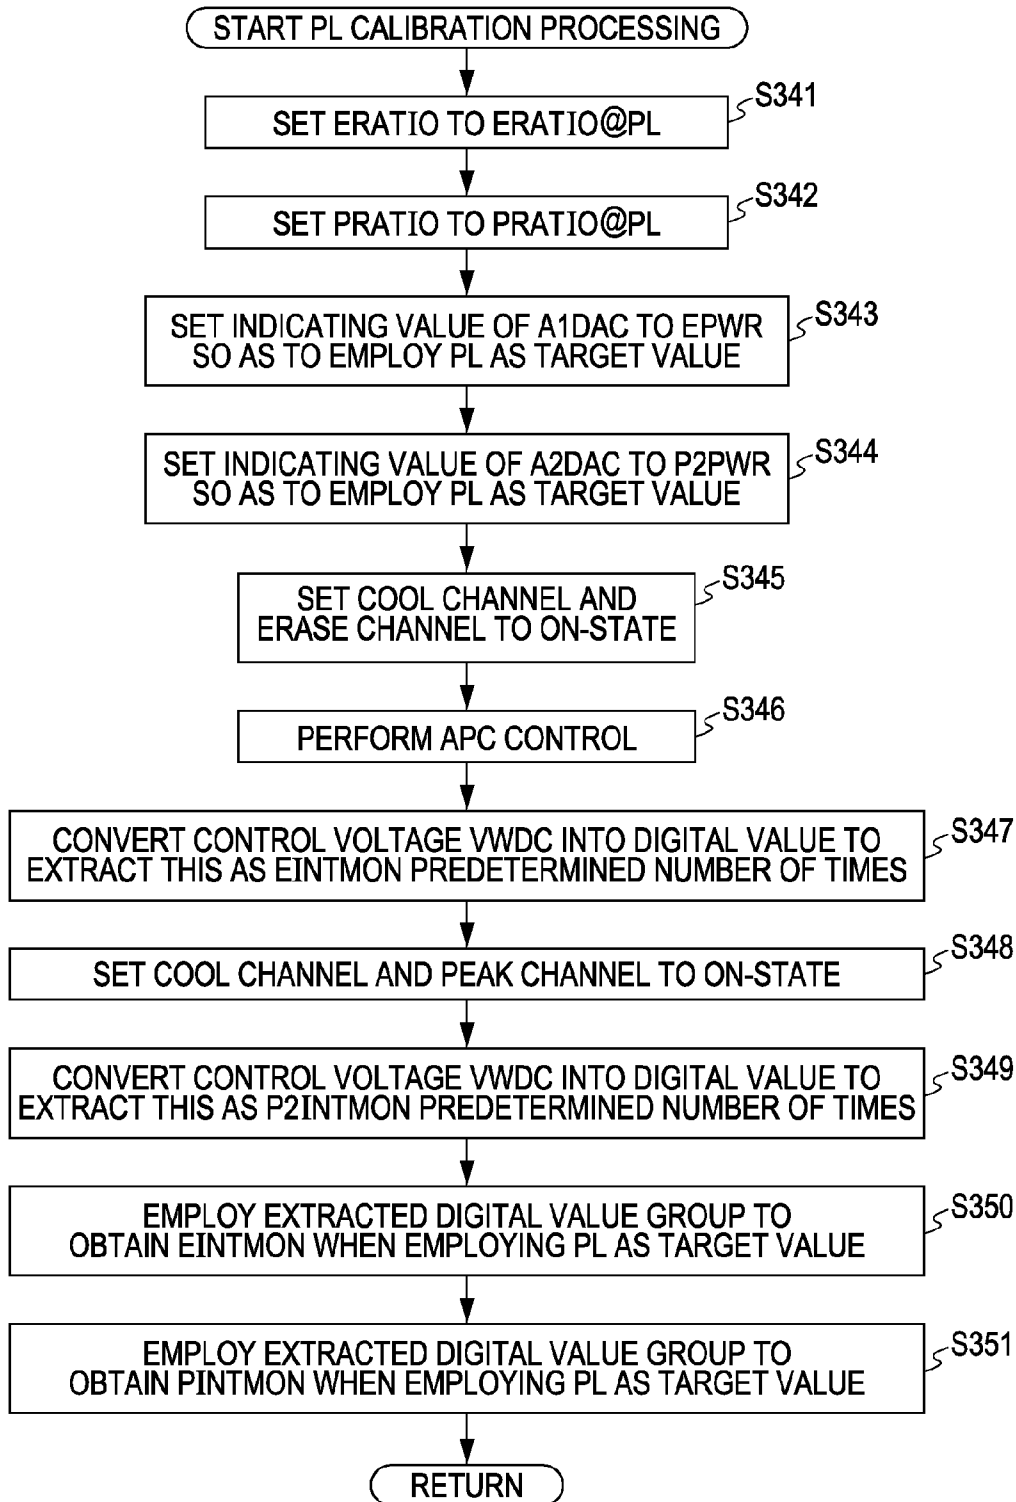 START PL CALIBRATION PROCESSING
S341
SET ERATIO TO ERATIO@PL
S342
SET PRATIO TO PRATIO@PL
S343
SET INDICATING VALUE OF A1DAC TO EPWR
SO AS TO EMPLOY PL AS TARGET VALUE
S344
SET INDICATING VALUE OF A2DAC TO P2PWR
SO AS TO EMPLOY PL AS TARGET VALUE
S345
SET COOL CHANNEL AND
ERASE CHANNEL TO ON-STATE
S346
PERFORM APC CONTROL
S347
CONVERT CONTROL VOLTAGE VWDC INTO DIGITAL VALUE TO
EXTRACT THIS AS EINTMON PREDETERMINED NUMBER OF TIMES
S348
SET COOL CHANNEL AND PEAK CHANNEL TO ON-STATE
S349
CONVERT CONTROL VOLTAGE VWDC INTO DIGITAL VALUE TO
EXTRACT THIS AS P2INTMON PREDETERMINED NUMBER OF TIMES
S350
EMPLOY EXTRACTED DIGITAL VALUE GROUP TO
OBTAIN EINTMON WHEN EMPLOYING PL AS TARGET VALUE
S351
EMPLOY EXTRACTED DIGITAL VALUE GROUP TO
OBTAIN PINTMON WHEN EMPLOYING PL AS TARGET VALUE
RETURN